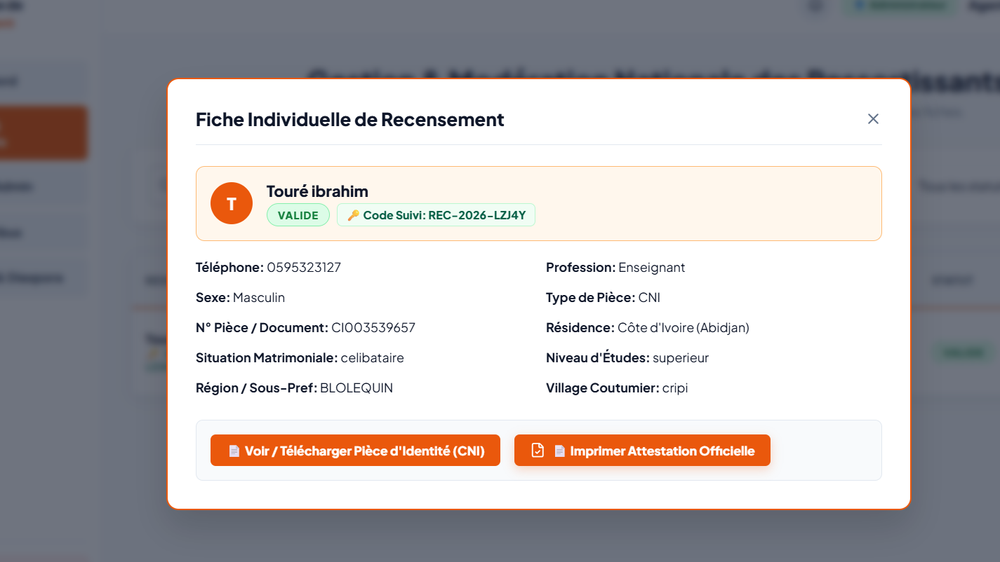 Fiche Individuelle de Recensement
T
Touré ibrahim
VALIDE
Code Suivi: REC-2026-LZJ4Y
Téléphone: 0595323127
Profession: Enseignant
Sexe: Masculin
Type de Pièce: CNI
N° Pièce / Document: CI003539657
Résidence: Côte d'Ivoire (Abidjan)
Situation Matrimoniale: celibataire
Niveau d'Études: superieur
Région / Sous-Pref: BLOLEQUIN
Village Coutumier: cripi
Voir / Télécharger Pièce d'Identité (CNI)
Imprimer Attestation Officielle